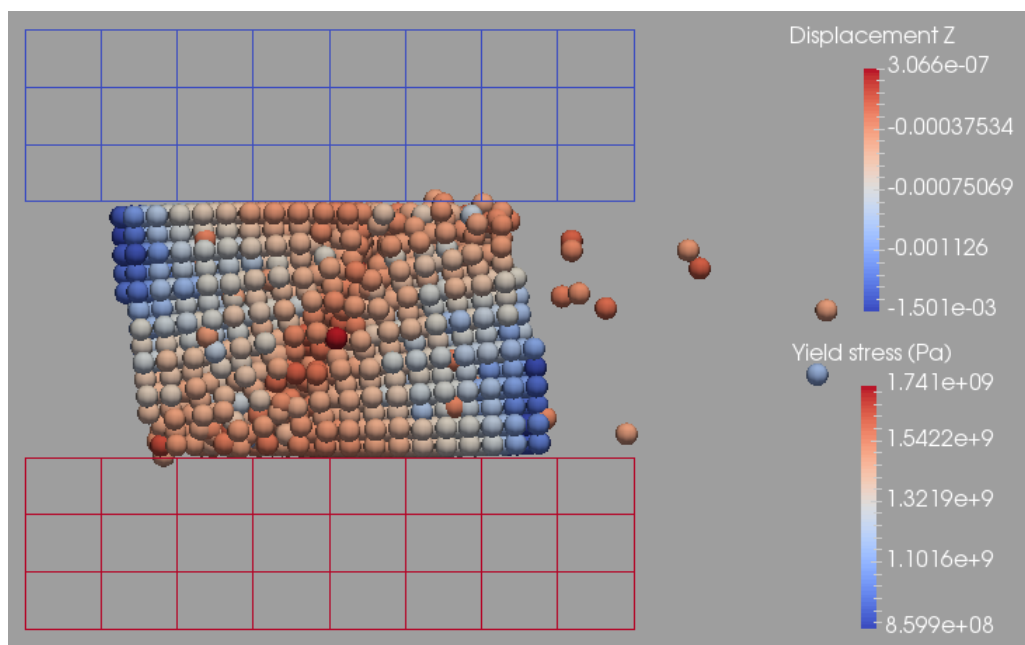 Displacement Z
3.066e-07
-0.00037534
-0.00075069
-0.001126
-1.501e-03
Yield stress (Pa)
1.741e+09
1.5422e+9
1.3219e+9
1.1016e+9
8.599e+08